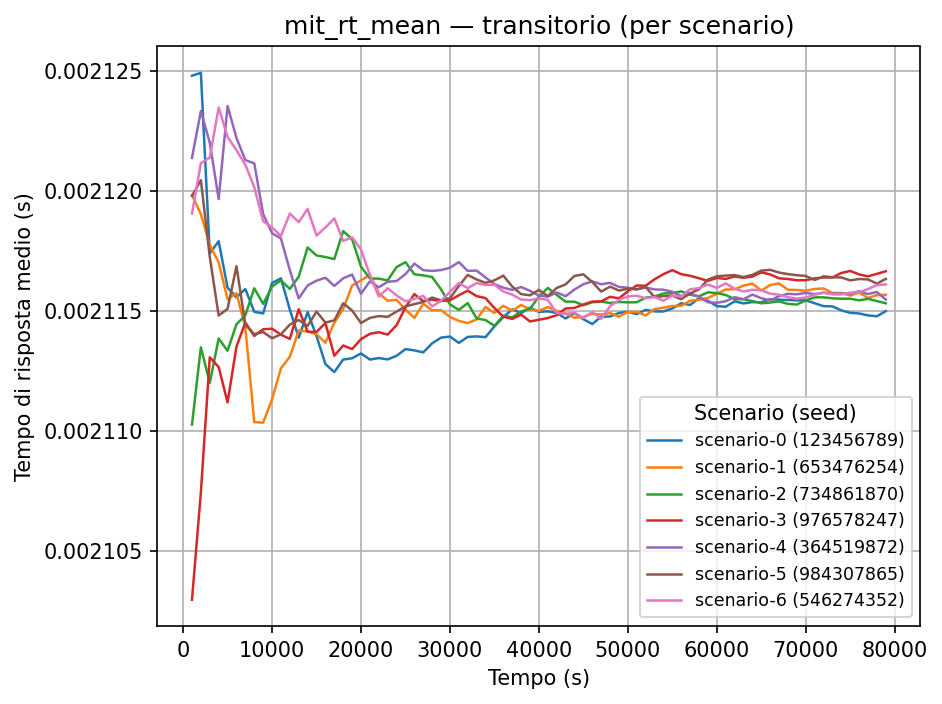 mit_rt_mean — transitorio (per scenario)
Tempo di risposta medio (s)
0.002125
0.002120
0.002115
0.002110
0.002105
Scenario (seed)
scenario-0 (123456789)
scenario-1 (653476254)
scenario-2 (734861870)
scenario-3 (976578247)
scenario-4 (364519872)
scenario-5 (984307865)
scenario-6 (546274352)
0 10000 20000 30000 40000 50000 60000 70000 80000
Tempo (s)